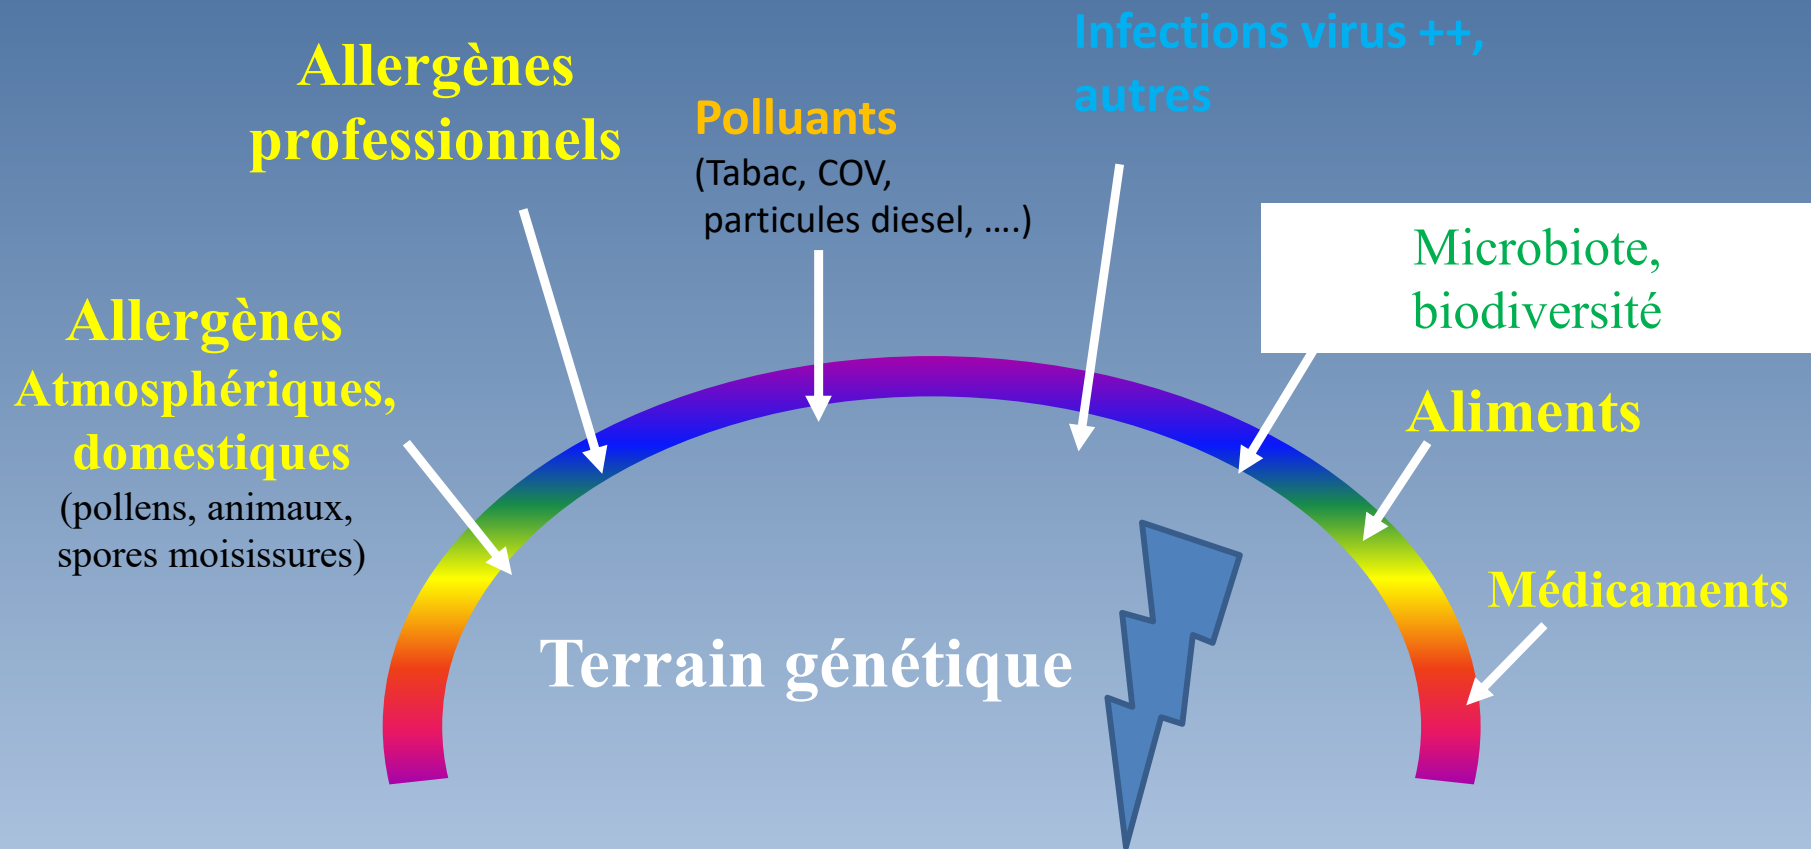 Infections virus ++,
autres
Allergènes
professionnels
Polluants
(Tabac, COV,
particules diesel, ....)
Microbiote,
biodiversité
Allergènes
Atmosphériques,
domestiques
(pollens, animaux,
spores moisissures)
Aliments
Médicaments
Terrain génétique